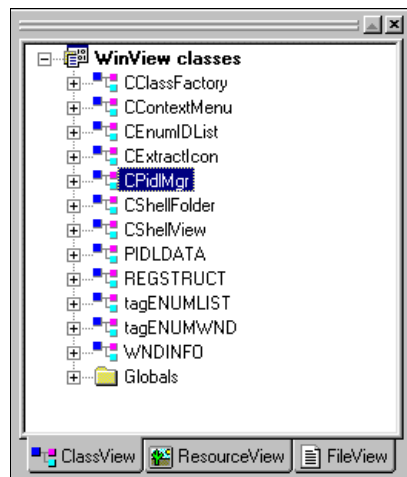 WinView classes
CClassFactory
CContextMenu
CEnumIDList
CExtractIcon
CPidlMgr
CShellFolder
CShellView
PIDLDATA
REGSTRUCT
tagENUMLIST
tagENUMWND
WNDINFO
Globals
ClassView ResourceView FileView